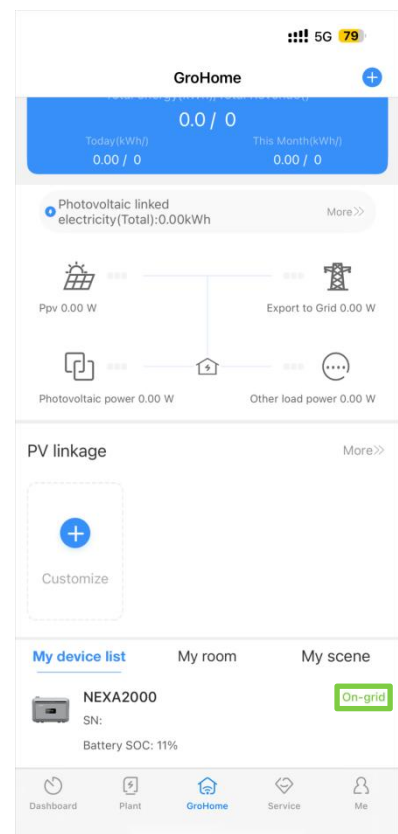 5G 79
GroHome
0.0 / 0
Today(kWh/) This Month(kWh/)
0.00 / 0 0.00 / 0
Photovoltaic linked
electricity(Total):0.00kWh
More
Ppv 0.00 W Export to Grid 0.00 W
Photovoltaic power 0.00 W Other load power 0.00 W
PV linkage More
Customize
My device list My room My scene
NEXA2000 On-grid
SN:
Battery SOC: 11%
Dashboard Plant GroHome Service Me